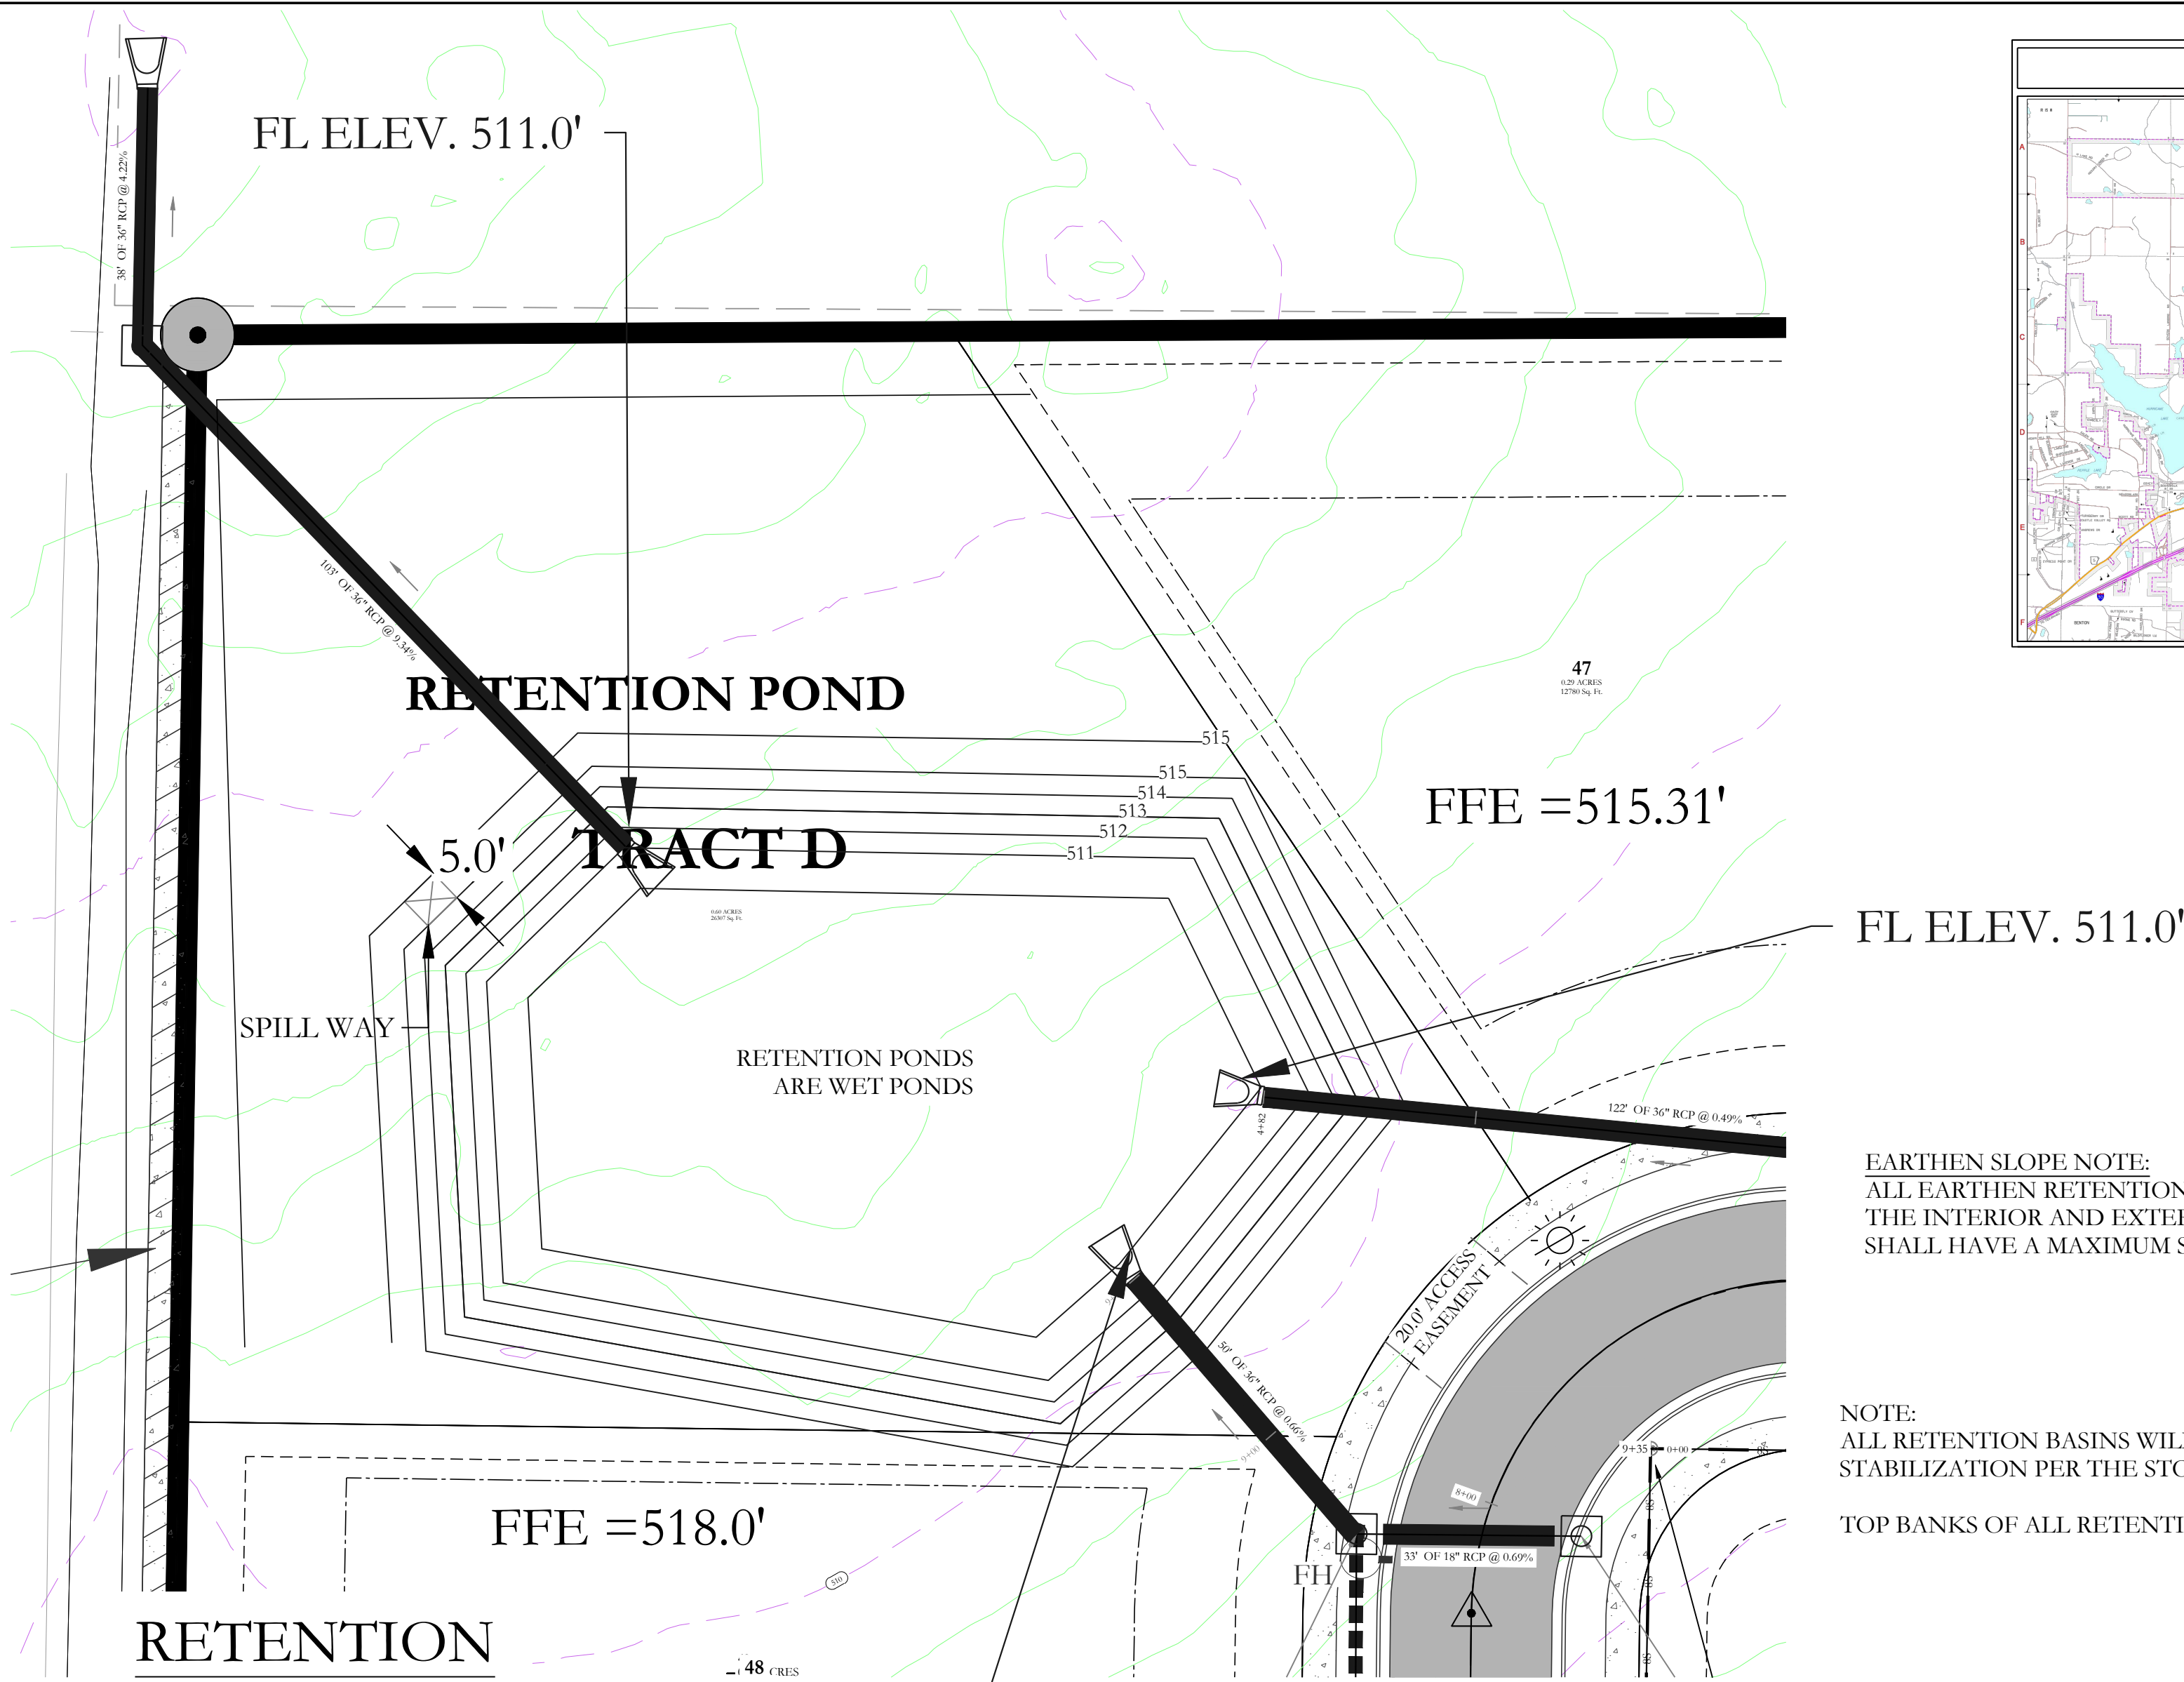 FL ELEV. 511.0'
38' OF 36" RCP @ 4.22%
103' OF 36" RCP @ 9.34%
RETENTION POND
TRACT D
0.60 ACRES
26307 Sq. Ft.
515
515
514
513
512
511
5.0'
SPILL WAY
RETENTION PONDS
ARE WET PONDS
47
0.29 ACRES
12780 Sq. Ft.
FFE =515.31'
FL ELEV. 511.0'
122' OF 36" RCP @ 0.49%
4+82
20.0' ACCESS
EASEMENT
50' OF 36" RCP @ 0.66%
9+00
8+00
9+35
0+00
33' OF 18" RCP @ 0.69%
FH
FFE =518.0'
510
RETENTION
48 CRES
EARTHEN SLOPE NOTE:
ALL EARTHEN RETENTION
THE INTERIOR AND EXTE
SHALL HAVE A MAXIMUM S
NOTE:
ALL RETENTION BASINS WIL
STABILIZATION PER THE STO
TOP BANKS OF ALL RETENTI
A
B
C
D
E
F
BENTON